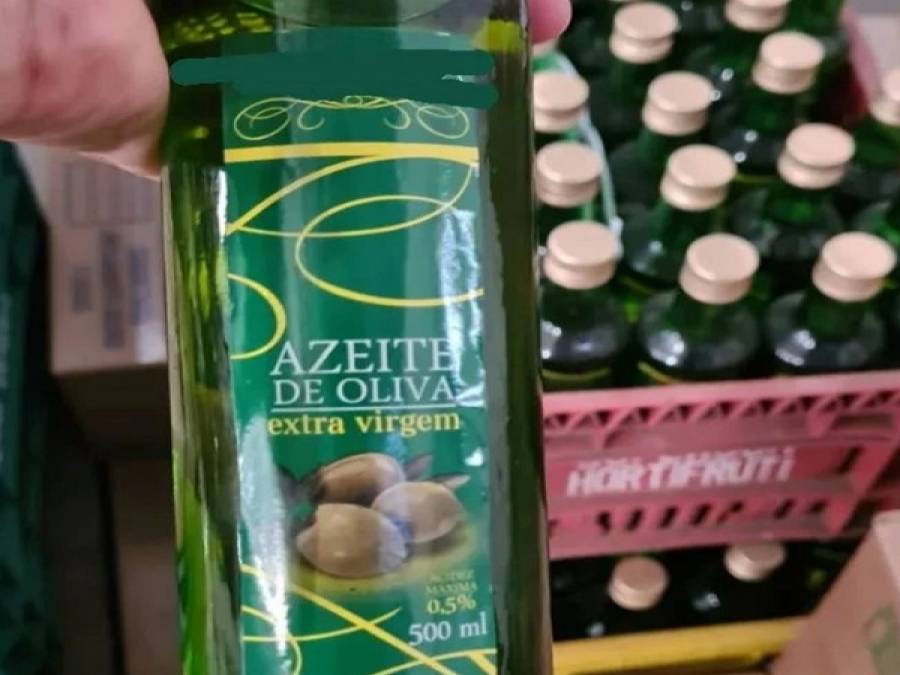 AZEITE
DE OLIVA
extra virgem
ACIDEZ
MÁXIMA
0,5%
500 ml
HORTIFRUTI